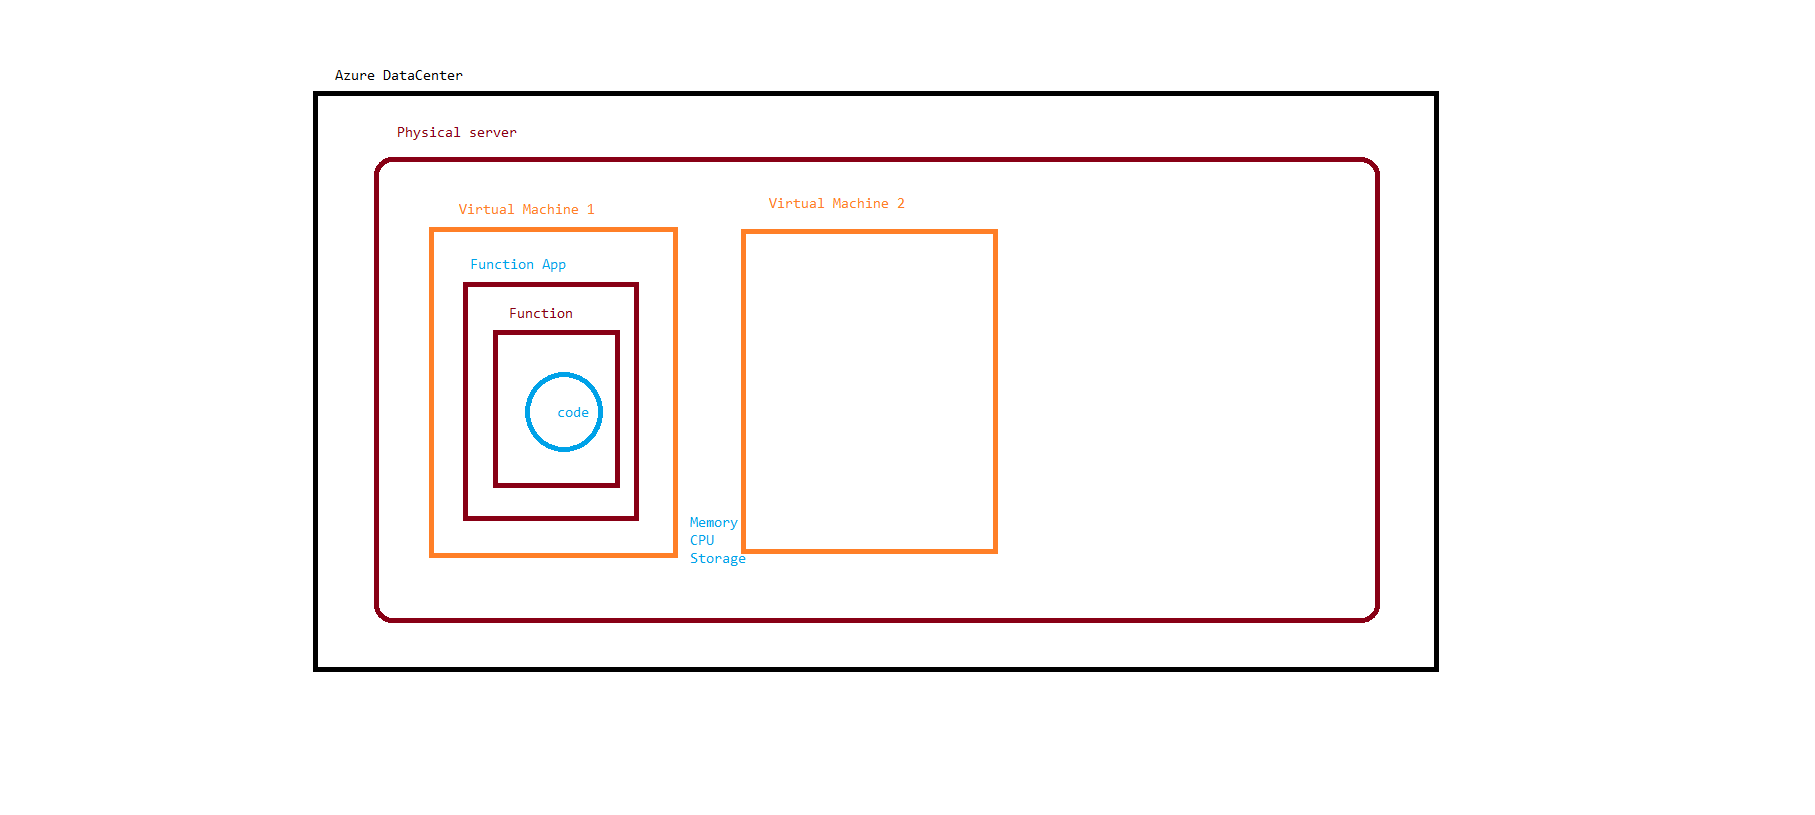 Azure DataCenter
Physical server
Virtual Machine 1
Virtual Machine 2
Function App
Function
code
Memory
CPU
Storage